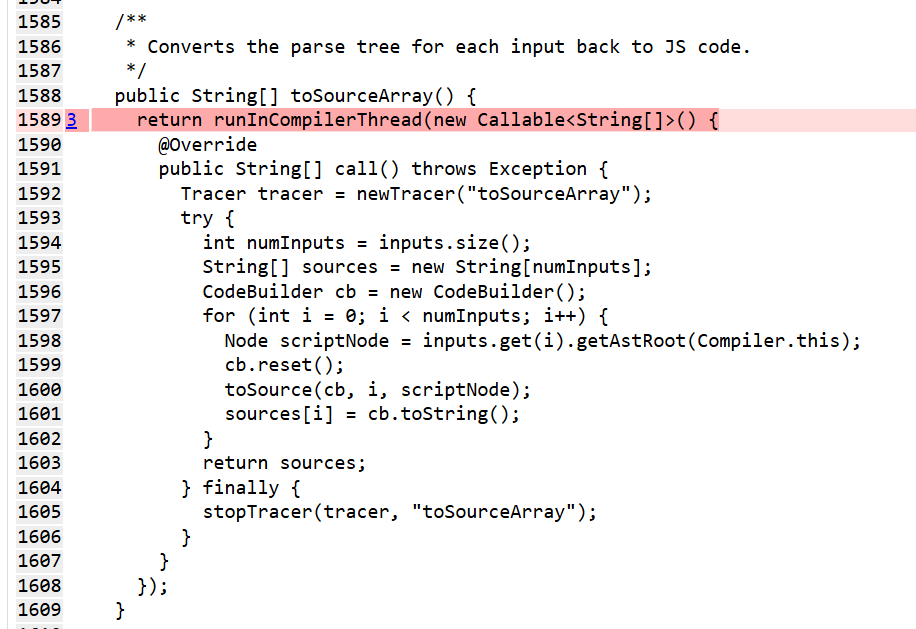 1585     /**
1586      * Converts the parse tree for each input back to JS code.
1587      */
1588     public String[] toSourceArray() {
1589 3     return runInCompilerThread(new Callable<String[]>() {
1590         @Override
1591         public String[] call() throws Exception {
1592           Tracer tracer = newTracer("toSourceArray");
1593           try {
1594             int numInputs = inputs.size();
1595             String[] sources = new String[numInputs];
1596             CodeBuilder cb = new CodeBuilder();
1597             for (int i = 0; i < numInputs; i++) {
1598               Node scriptNode = inputs.get(i).getAstRoot(Compiler.this);
1599               cb.reset();
1600               toSource(cb, i, scriptNode);
1601               sources[i] = cb.toString();
1602             }
1603             return sources;
1604           } finally {
1605             stopTracer(tracer, "toSourceArray");
1606           }
1607         }
1608       });
1609     }